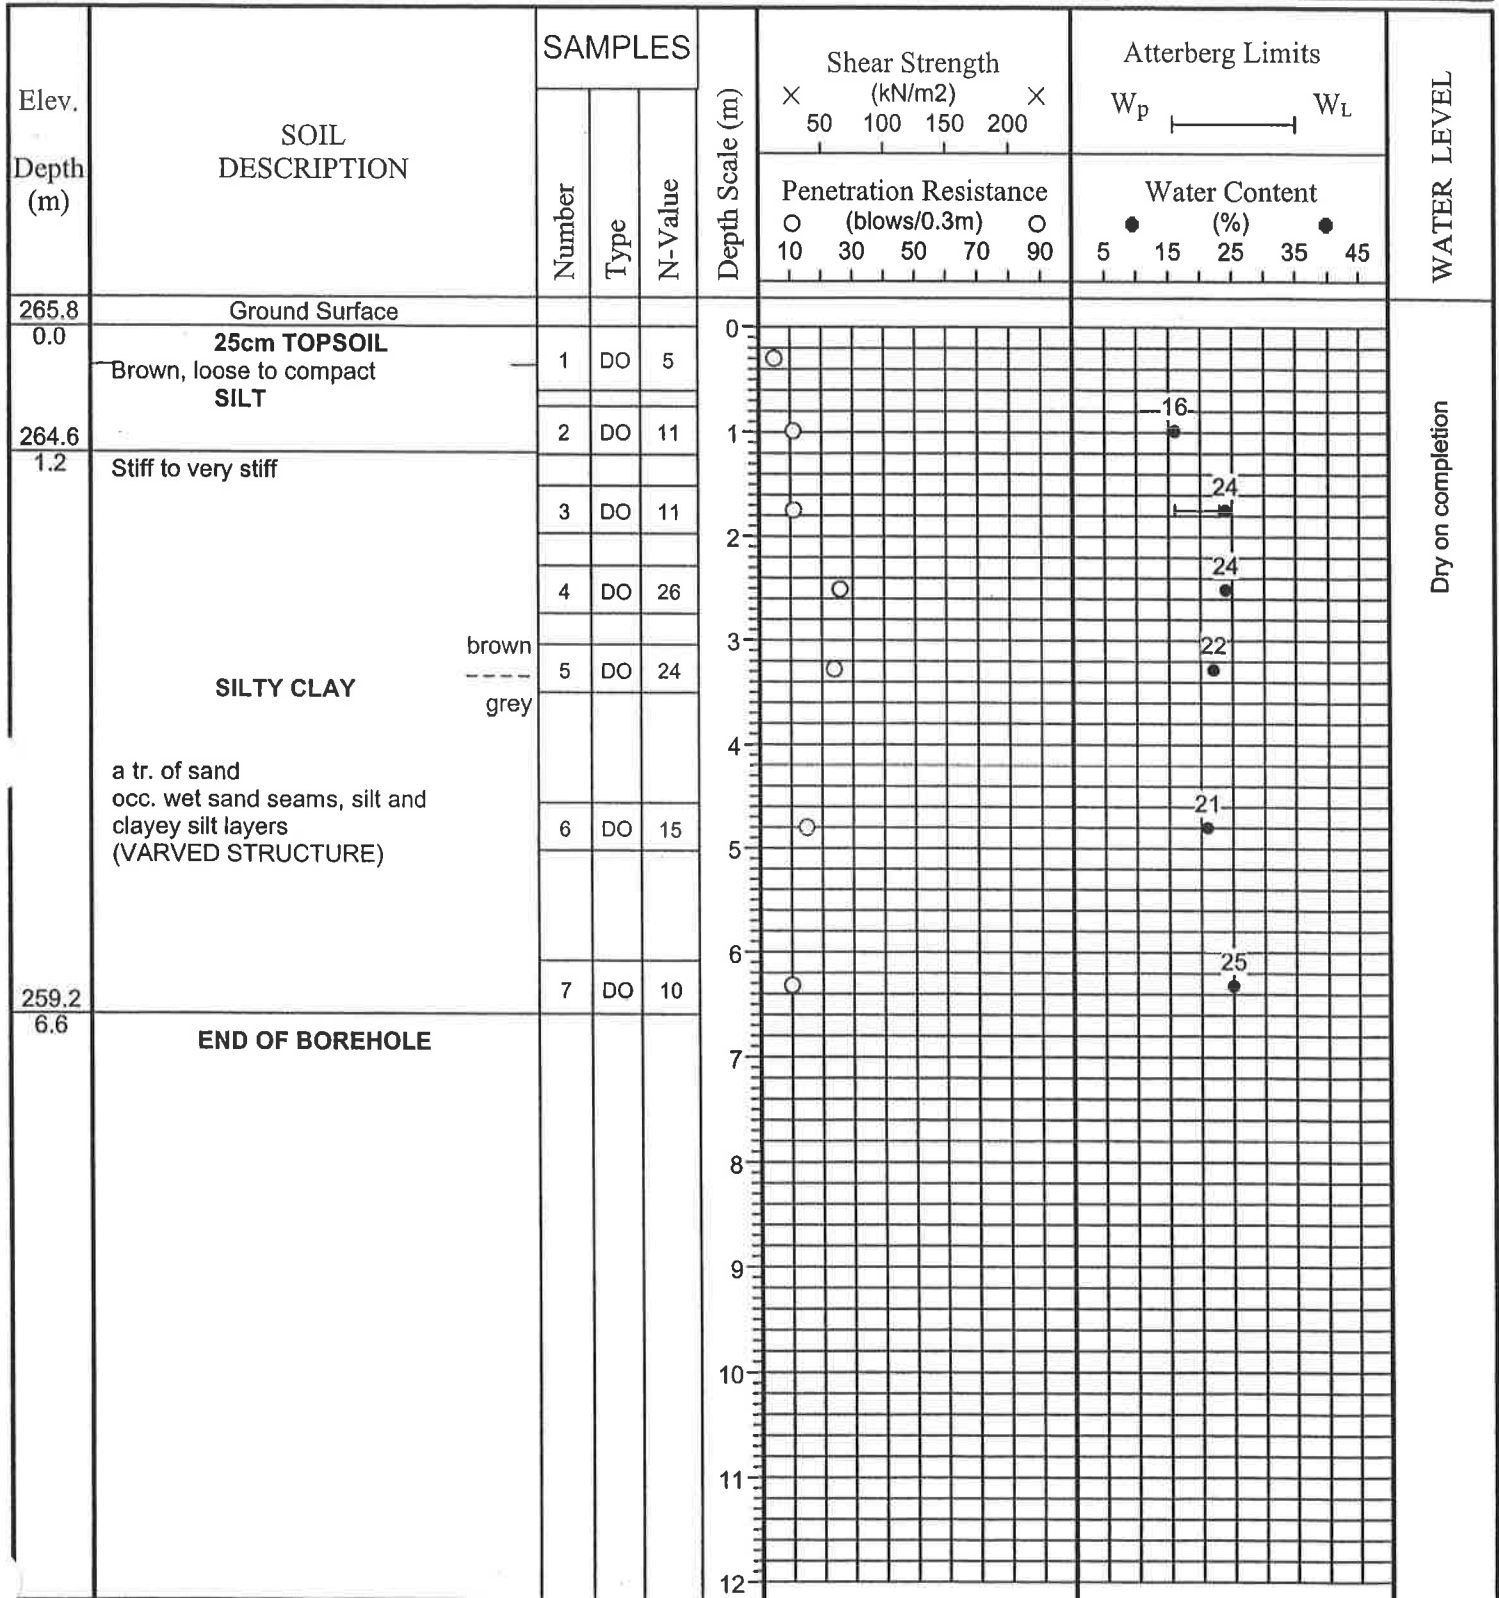 Elev.
Depth
(m)
SOIL
DESCRIPTION
SAMPLES
Number
Type
N-Value
Depth Scale (m)
Shear Strength
× (kN/m2) ×
50 100 150 200
Penetration Resistance
○ (blows/0.3m) ○
10 30 50 70 90
Atterberg Limits
Wp WL
Water Content
● (%) ●
5 15 25 35 45
WATER LEVEL
265.8 Ground Surface
0.0
25cm TOPSOIL
Brown, loose to compact
SILT
1 DO 5
264.6
2 DO 11
1.2
Stiff to very stiff
3 DO 11
4 DO 26
brown
5 DO 24
SILTY CLAY
grey
a tr. of sand
occ. wet sand seams, silt and
clayey silt layers
(VARVED STRUCTURE)
6 DO 15
259.2
7 DO 10
6.6
END OF BOREHOLE
0
1
2
3
4
5
6
7
8
9
10
11
12
16
24
24
22
21
25
Dry on completion